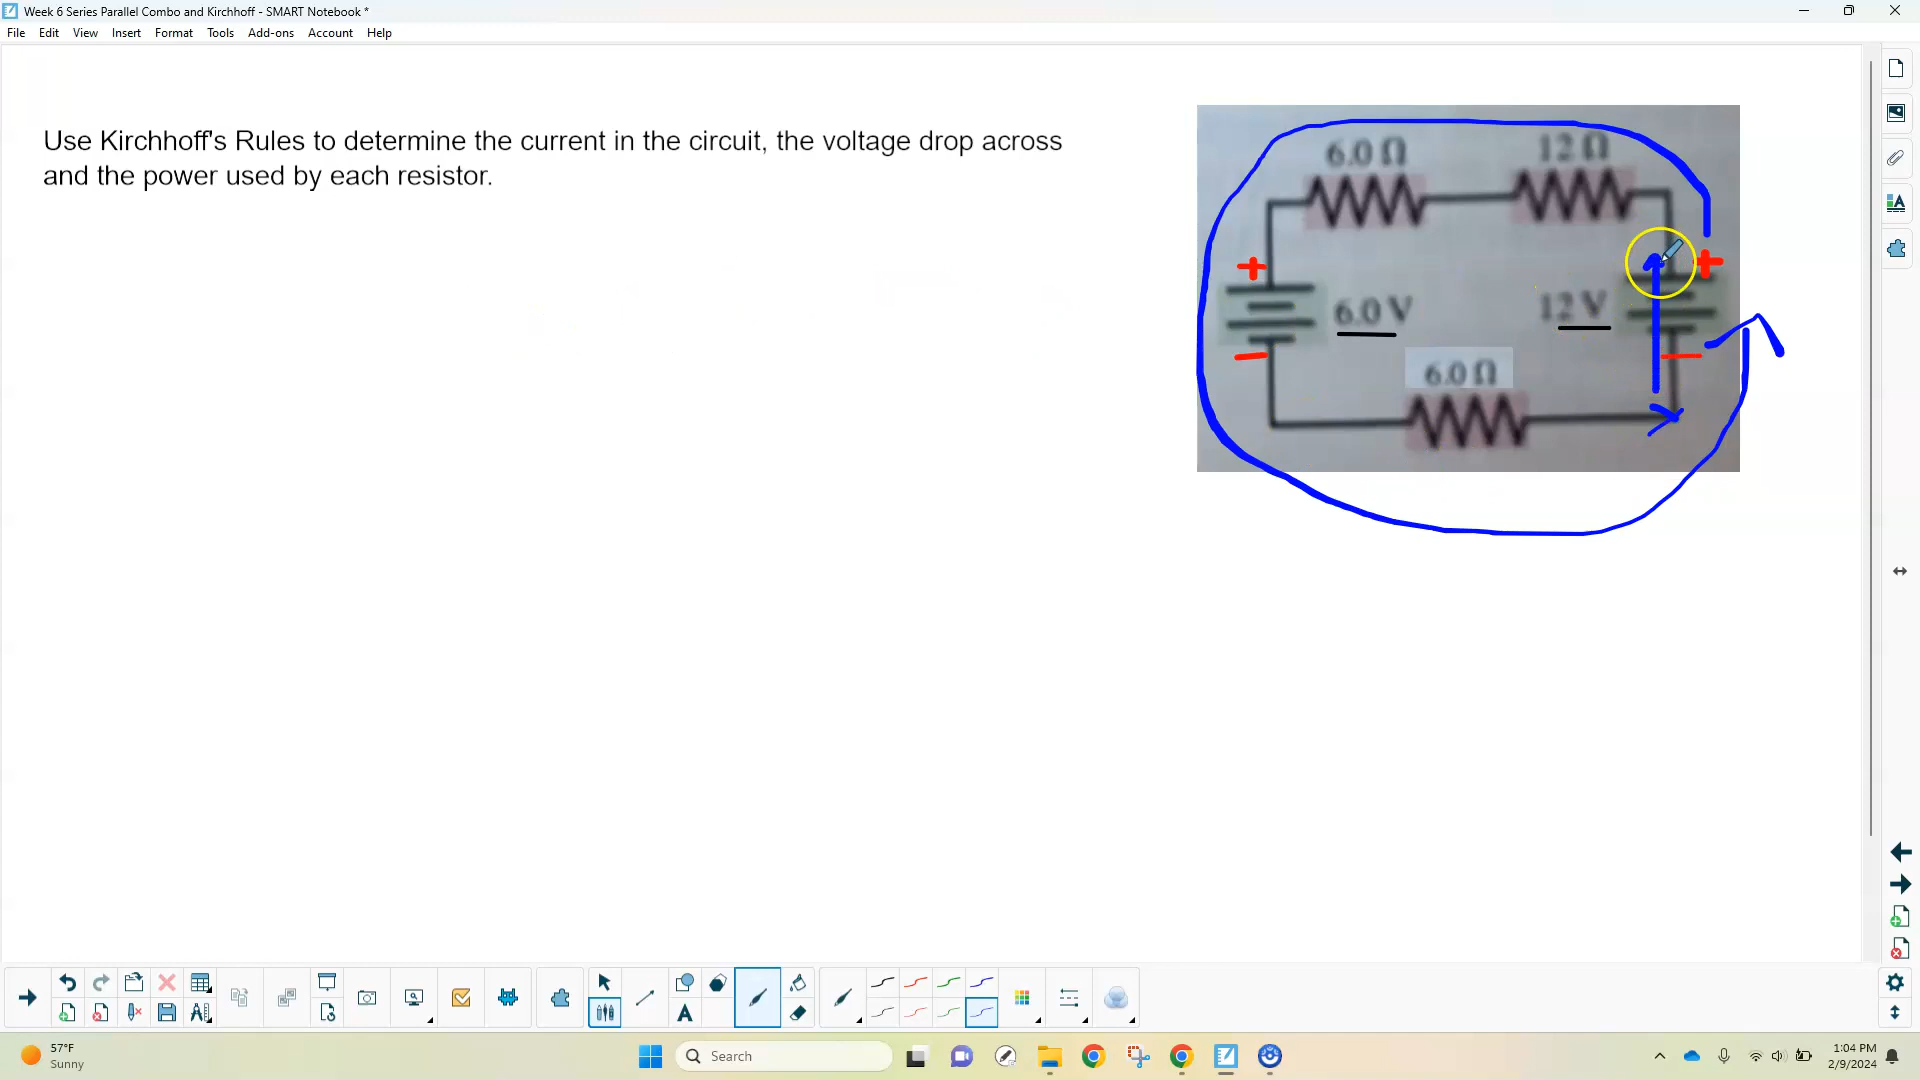 Week 6 Series Parallel Combo and Kirchhoff - SMART Notebook *
File Edit View Insert Format Tools Add-ons Account Help
Use Kirchhoff's Rules to determine the current in the circuit, the voltage drop across
and the power used by each resistor.
6.0 Ω
12 Ω
+
+
6.0 V
12 V
6.0 Ω
57°F
Sunny
Search
1:04 PM
2/9/2024